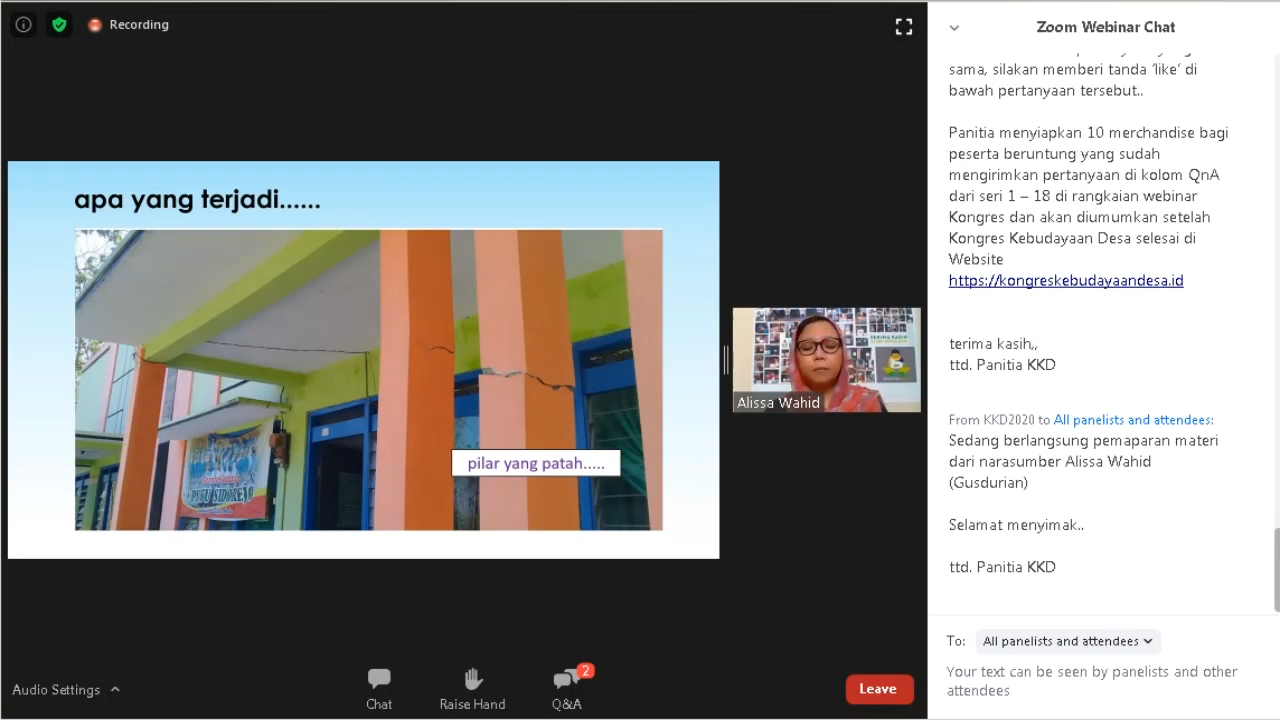 Recording
apa yang terjadi......
pilar yang patah.....
Alissa Wahid
Audio Settings
Chat
Raise Hand
2
Q&A
Leave
Zoom Webinar Chat
sama, silakan memberi tanda ‘like’ di
bawah pertanyaan tersebut..
Panitia menyiapkan 10 merchandise bagi
peserta beruntung yang sudah
mengirimkan pertanyaan di kolom QnA
dari seri 1 – 18 di rangkaian webinar
Kongres dan akan diumumkan setelah
Kongres Kebudayaan Desa selesai di
Website
https://kongreskebudayaandesa.id
terima kasih,,
ttd. Panitia KKD
From KKD2020 to All panelists and attendees:
Sedang berlangsung pemaparan materi
dari narasumber Alissa Wahid
(Gusdurian)
Selamat menyimak..
ttd. Panitia KKD
To: All panelists and attendees
Your text can be seen by panelists and other
attendees